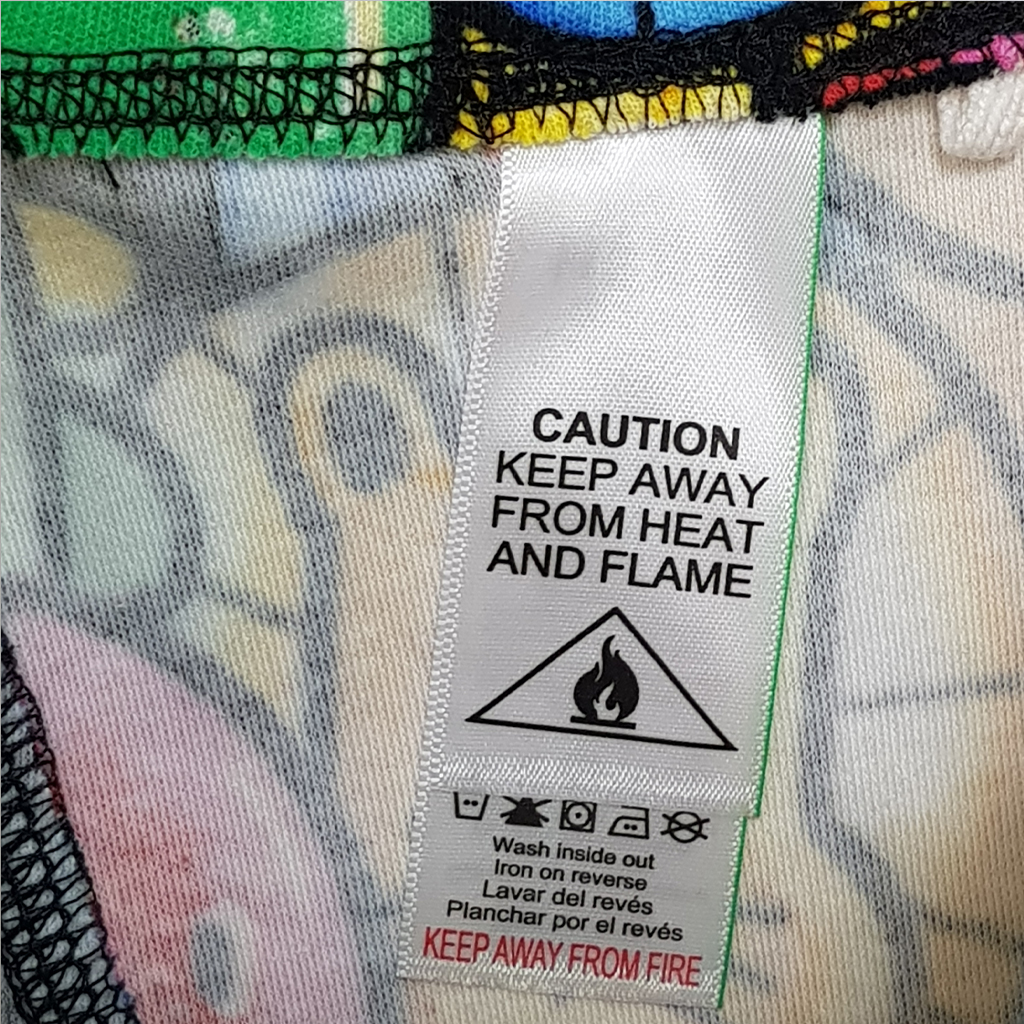 CAUTION
KEEP AWAY
FROM HEAT
AND FLAME
Wash inside out
Iron on reverse
Lavar del revés
Planchar por el revés
KEEP AWAY FROM FIRE